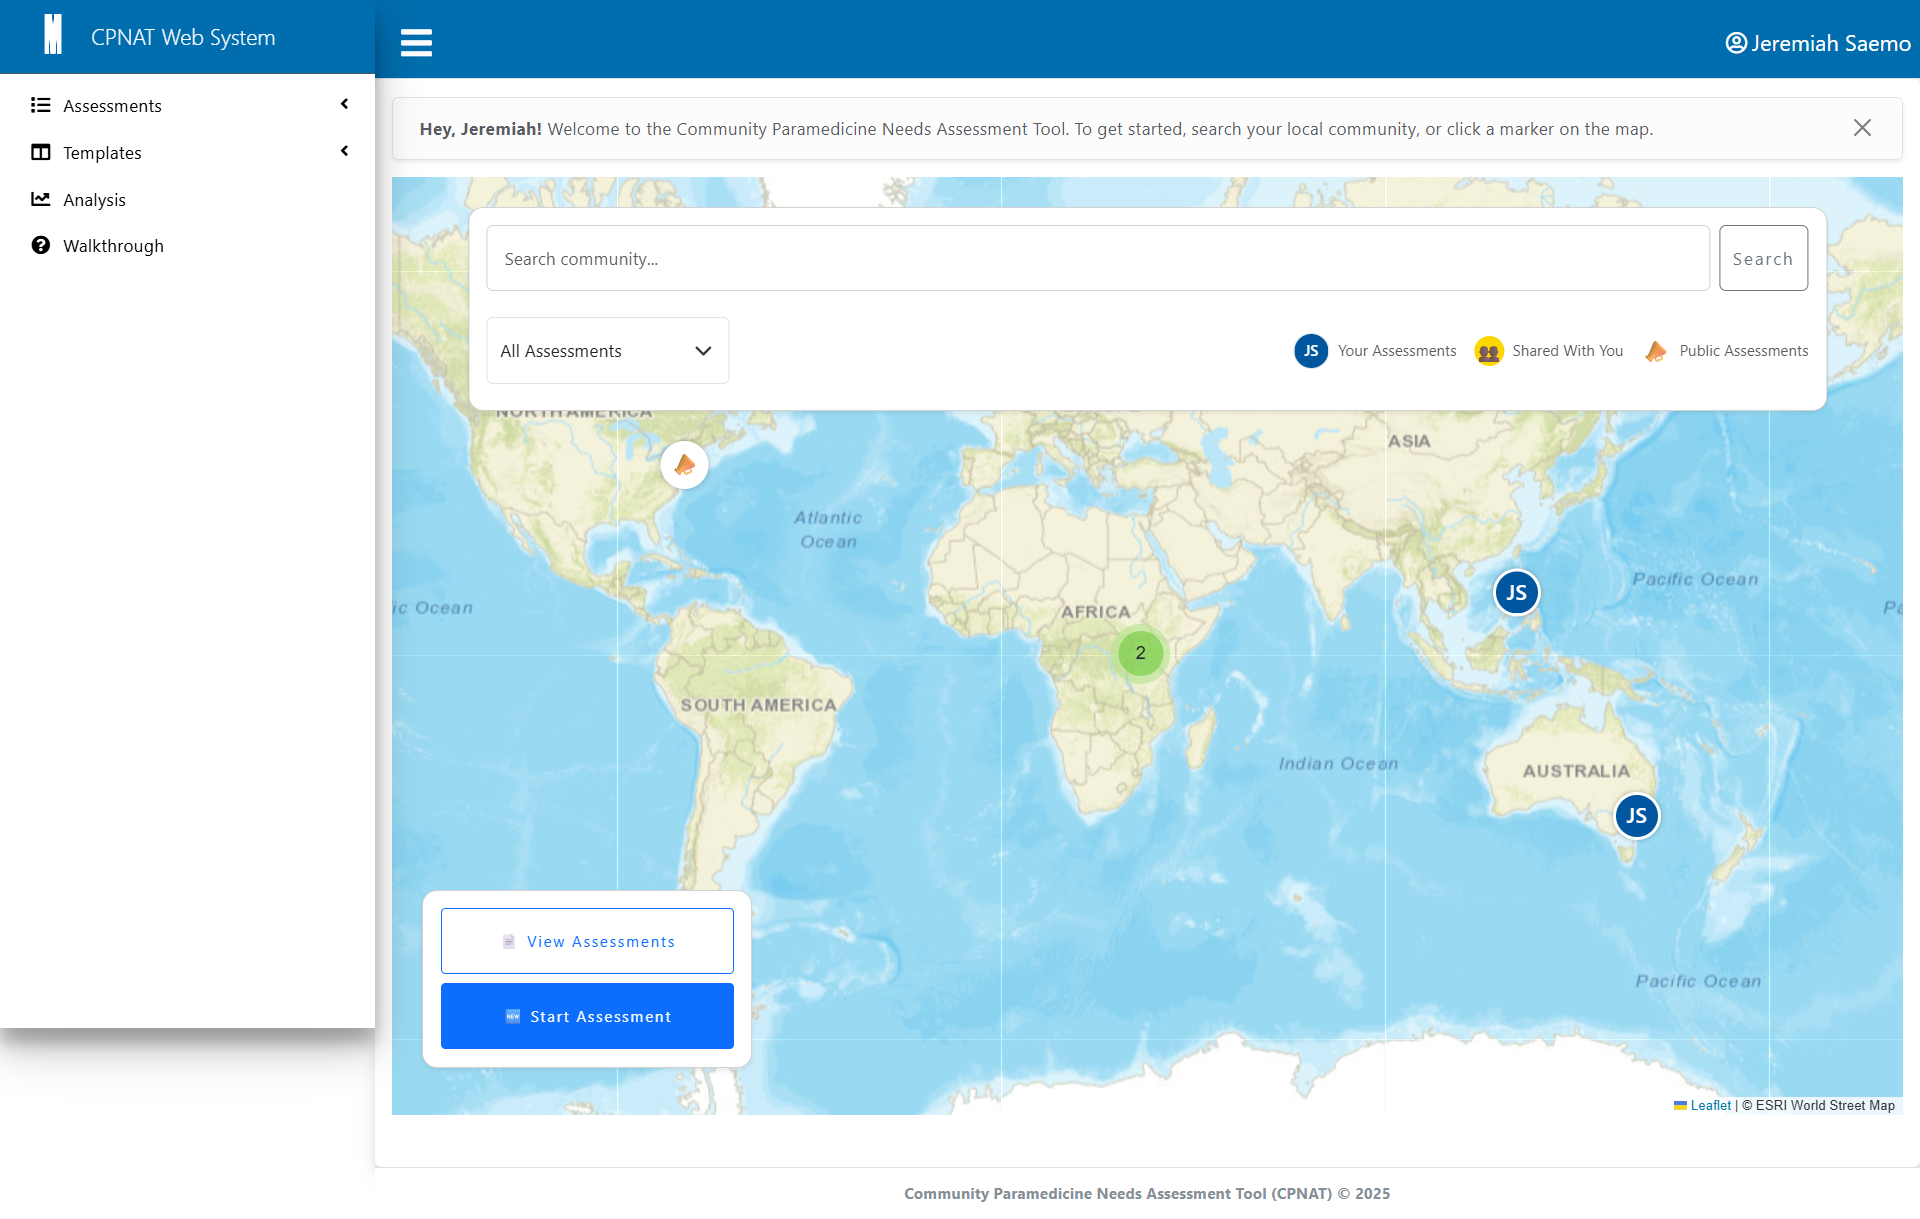 CPNAT Web System
Jeremiah Saemo
Assessments
Templates
Analysis
Walkthrough
Hey, Jeremiah! Welcome to the Community Paramedicine Needs Assessment Tool. To get started, search your local community, or click a marker on the map.
Search community...
Search
All Assessments
JS Your Assessments
Shared With You
Public Assessments
NORTH AMERICA
ASIA
Atlantic
Ocean
Pacific Ocean
JS
ic Ocean
Pa
AFRICA
2
SOUTH AMERICA
Indian Ocean
AUSTRALIA
JS
View Assessments
Pacific Ocean
NEW Start Assessment
Leaflet | © ESRI World Street Map
Community Paramedicine Needs Assessment Tool (CPNAT) © 2025